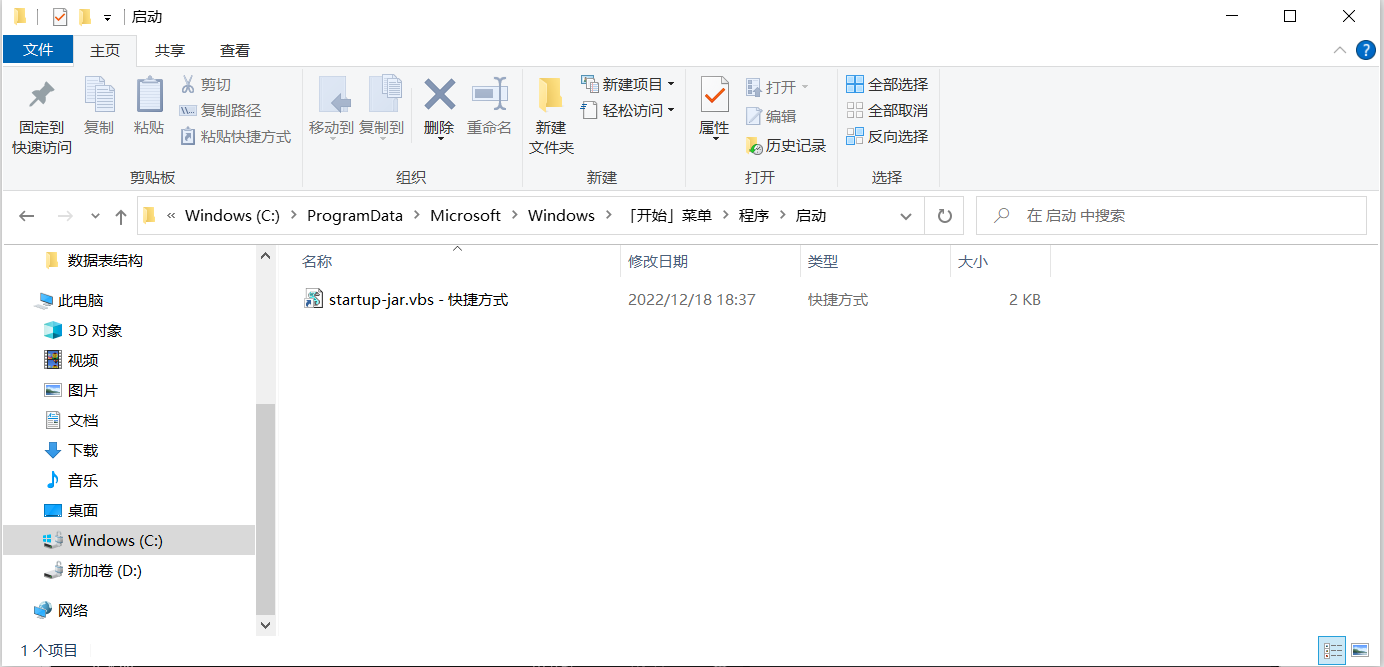 启动
文件 主页 共享 查看
固定到
快速访问
复制
粘贴
剪切
复制路径
粘贴快捷方式
剪贴板
移动到 复制到 删除 重命名
组织
新建
文件夹
新建项目
轻松访问
新建
属性
打开
编辑
历史记录
打开
全部选择
全部取消
反向选择
选择
« Windows (C:) > ProgramData > Microsoft > Windows > 「开始」菜单 > 程序 > 启动
在 启动 中搜索
数据表结构
此电脑
3D 对象
视频
图片
文档
下载
音乐
桌面
Windows (C:)
新加卷 (D:)
网络
名称 修改日期 类型 大小
startup-jar.vbs - 快捷方式 2022/12/18 18:37 快捷方式 2 KB
1 个项目